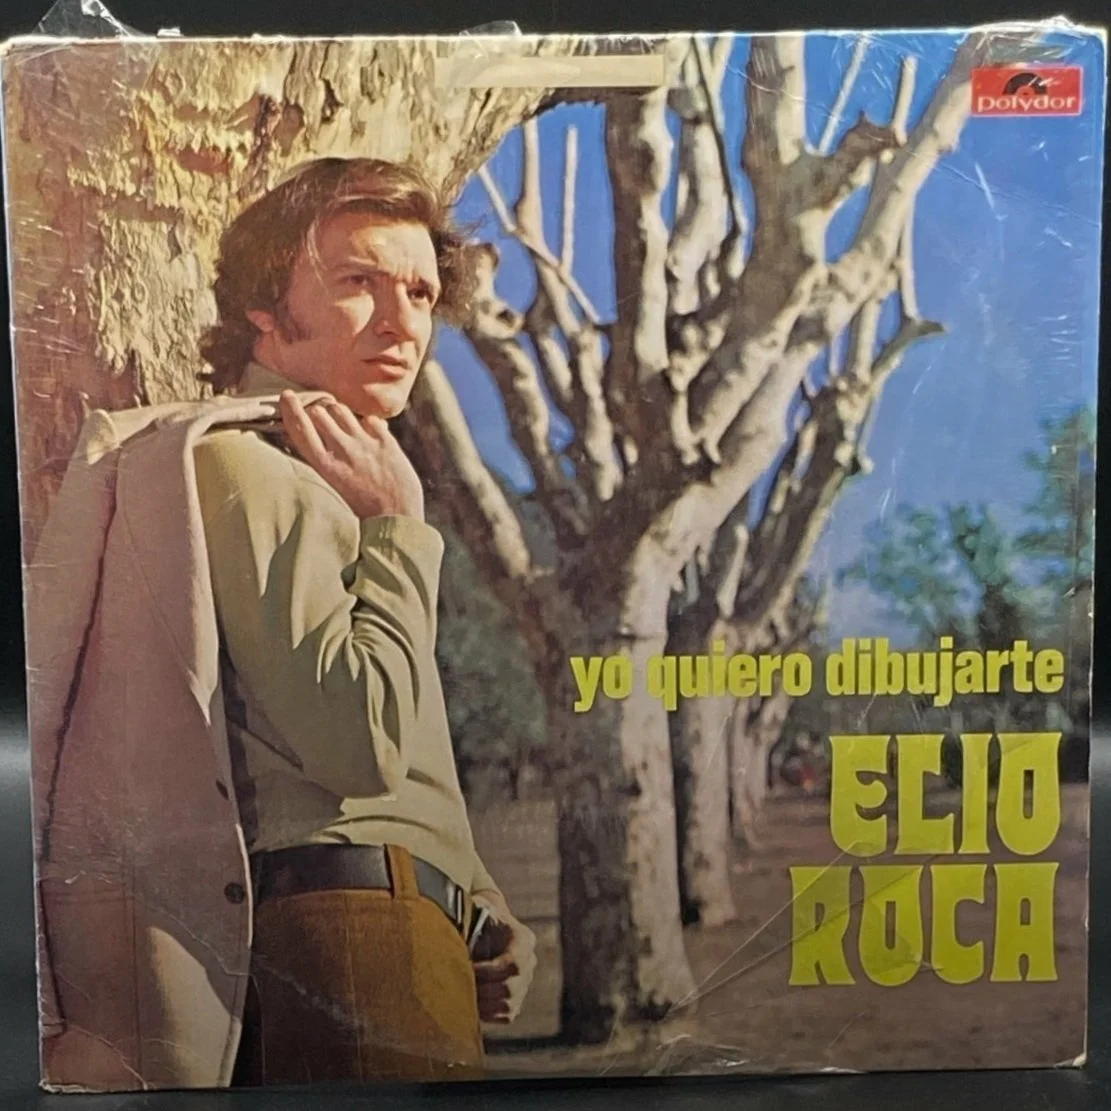 polydor
yo quiero dibujarte
ELIO
ROCA